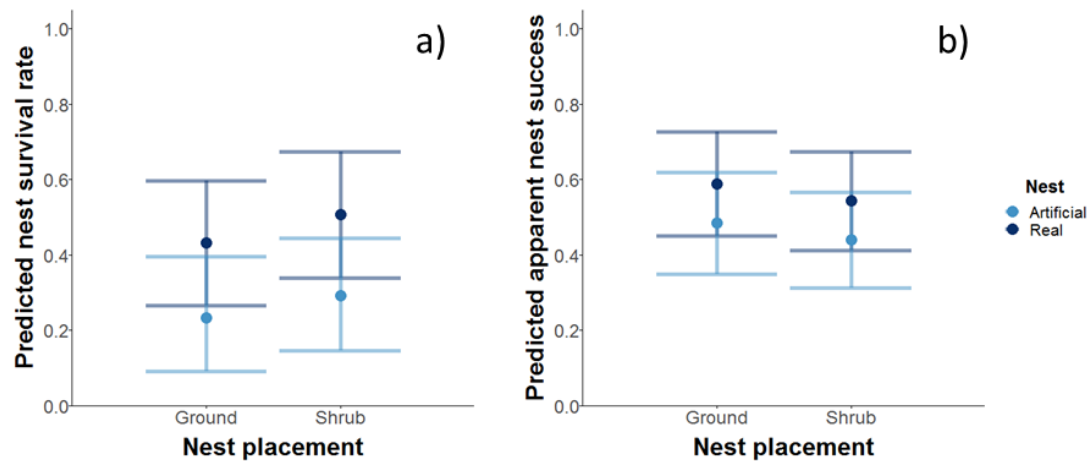 a)
Predicted nest survival rate
1.0
0.8
0.6
0.4
0.2
0.0
Ground Shrub
Nest placement
b)
Predicted apparent nest success
1.0
0.8
0.6
0.4
0.2
0.0
Ground Shrub
Nest placement
Nest
Artificial
Real